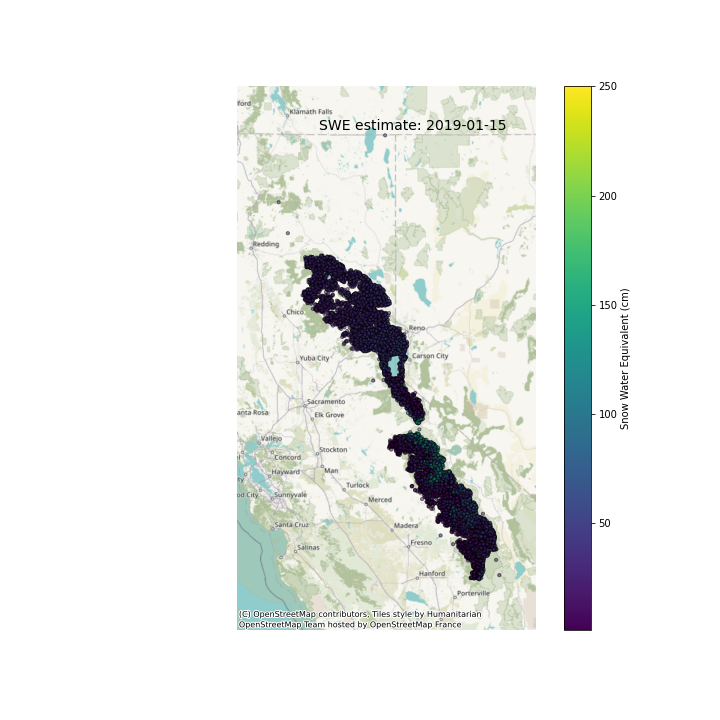 ford
Klamath Falls
SWE estimate: 2019-01-15
Redding
Chico
Reno
Yuba City
Carson City
Sacramento
anta Rosa
Elk Grove
Vallejo
Stockton
Concord
Hayward
Man
Turlock
od City
Sunnyvale
Merced
Santa Cruz
Madera
Salinas
Fresno
Hanford
Porterville
(C) OpenStreetMap contributors, Tiles style by Humanitarian
OpenStreetMap Team hosted by OpenStreetMap France
250
200
150
100
50
Snow Water Equivalent (cm)